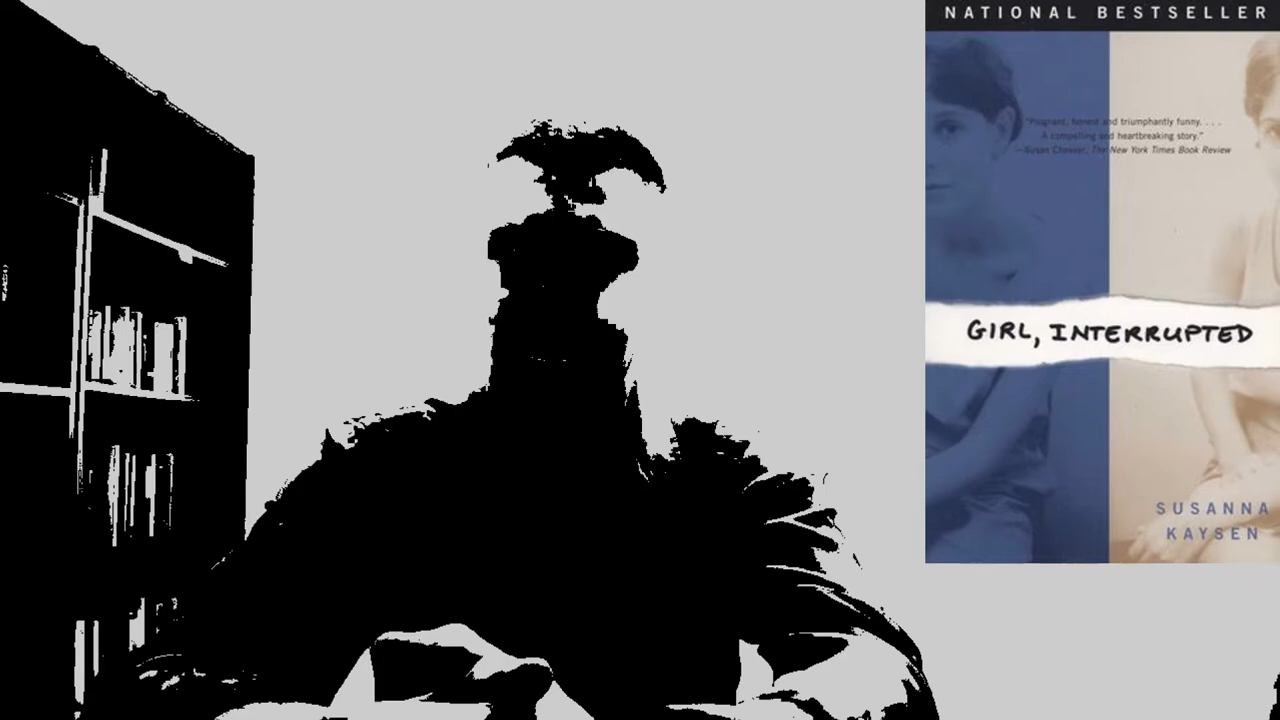 NATIONAL BESTSELLER
"Poignant, honest and triumphantly funny. . . .
A compelling and heartbreaking story."
—Susan Cheever, The New York Times Book Review
GIRL, INTERRUPTED
SUSANNA
KAYSEN